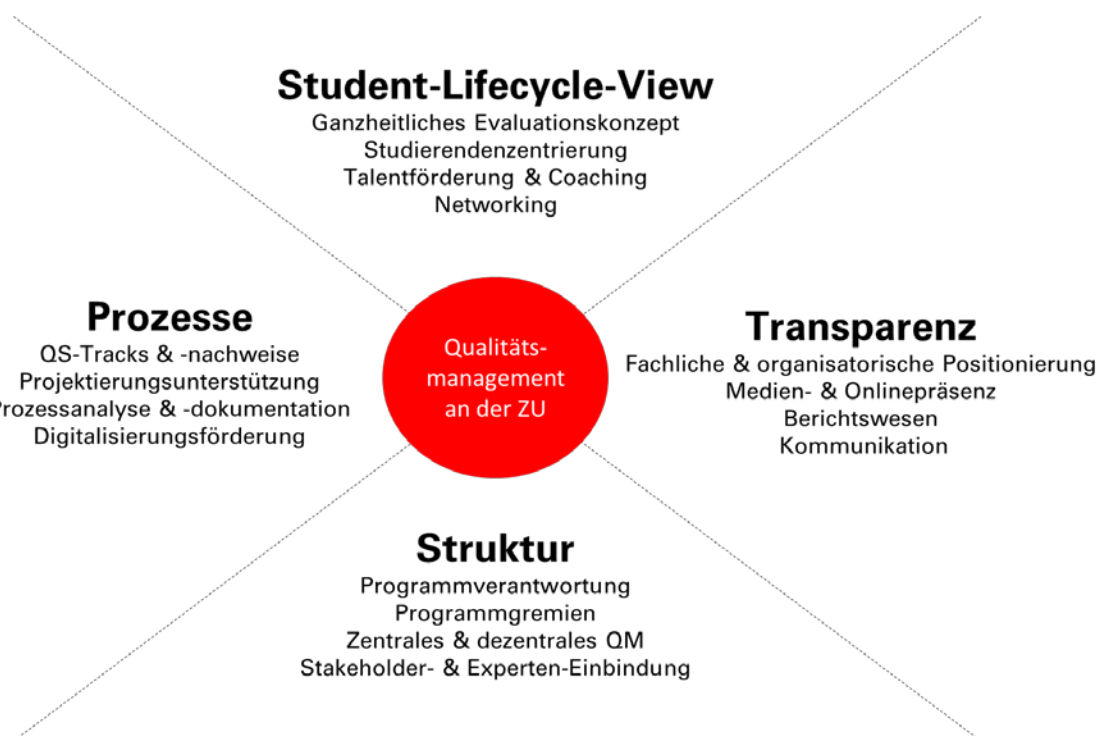 Student-Lifecycle-View
Ganzheitliches Evaluationskonzept
Studierendenzentrierung
Talentförderung & Coaching
Networking
Prozesse
QS-Tracks & -nachweise
Projektierungsunterstützung
Prozessanalyse & -dokumentation
Digitalisierungsförderung
Qualitäts-
management
an der ZU
Transparenz
Fachliche & organisatorische Positionierung
Medien- & Onlinepräsenz
Berichtswesen
Kommunikation
Struktur
Programmverantwortung
Programmgremien
Zentrales & dezentrales QM
Stakeholder- & Experten-Einbindung